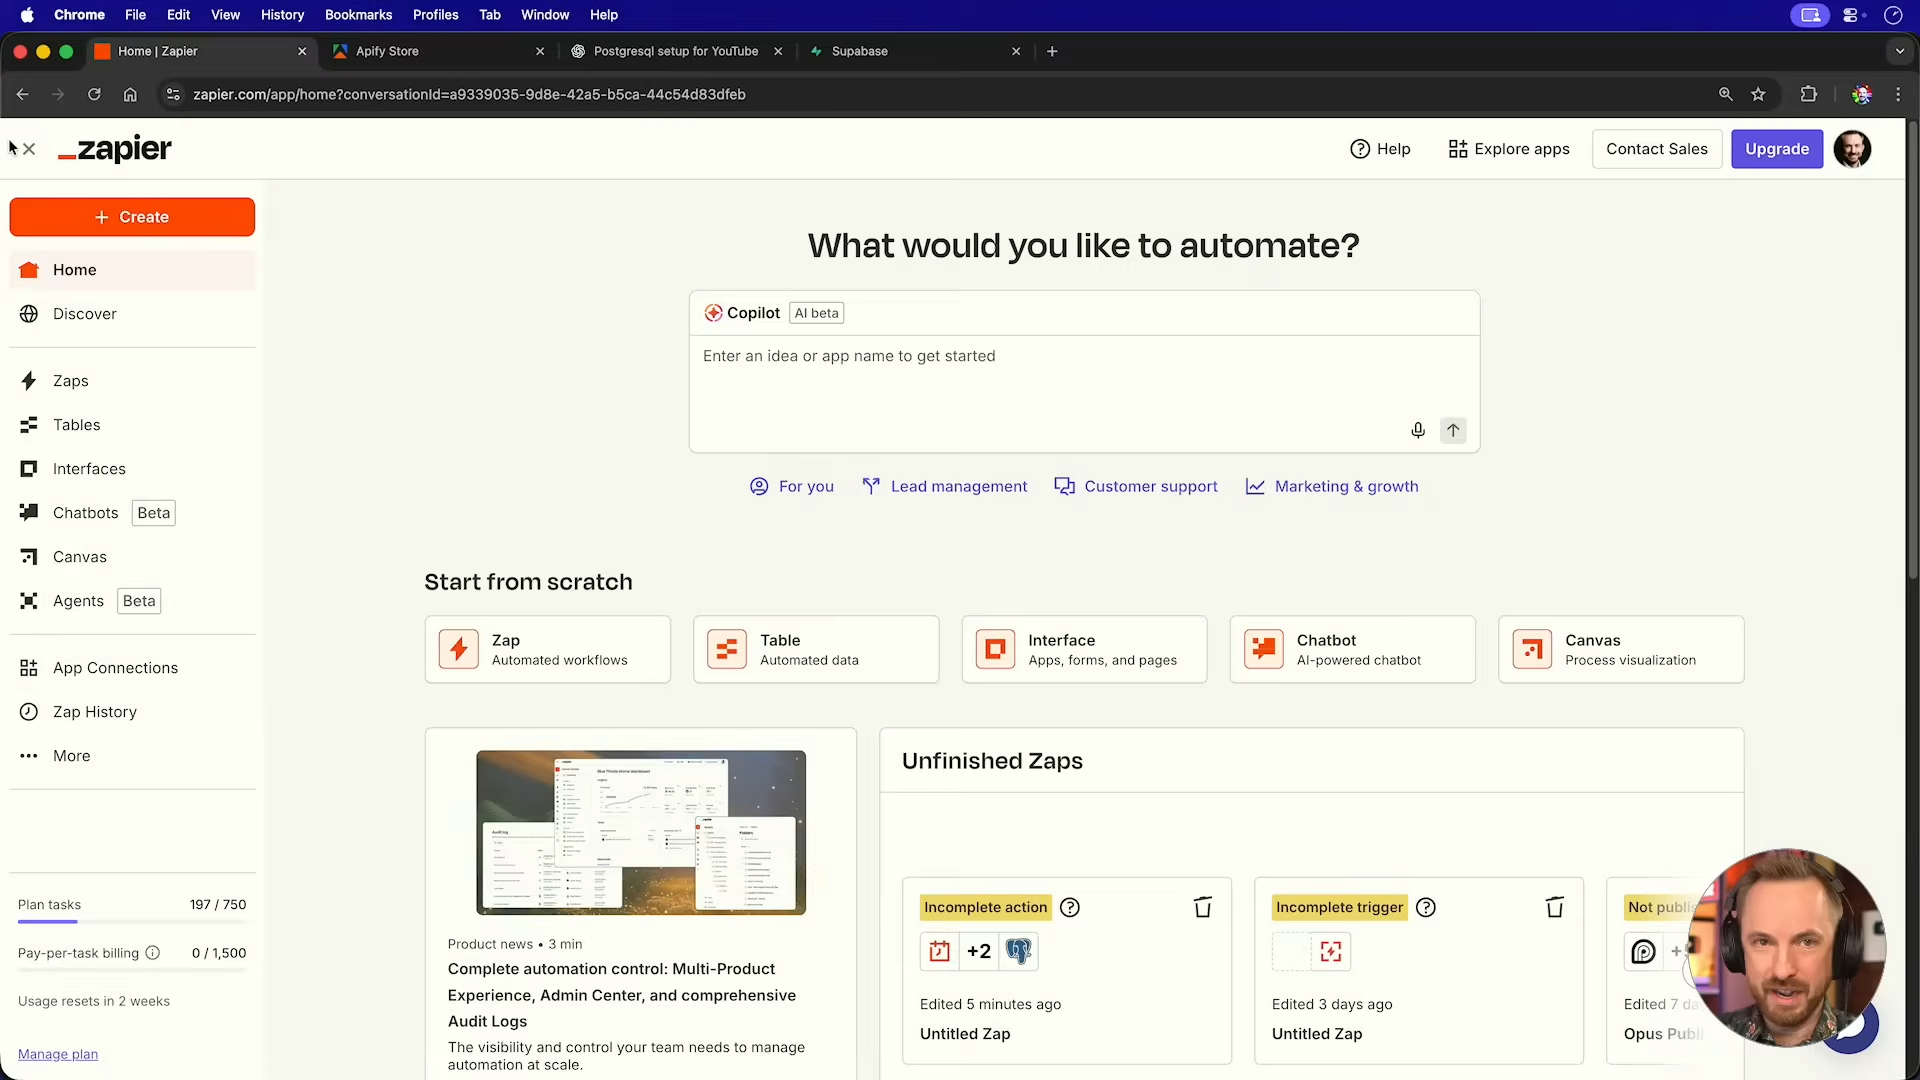 Chrome File Edit View History Bookmarks Profiles Tab Window Help
Home | Zapier
Apify Store
Postgresql setup for YouTube
Supabase
zapier.com/app/home?conversationId=a9339035-9d8e-42a5-b5ca-44c54d83dfeb
_zapier
Help
Explore apps
Contact Sales
Upgrade
+ Create
Home
Discover
Zaps
Tables
Interfaces
Chatbots Beta
Canvas
Agents Beta
App Connections
Zap History
More
Plan tasks 197 / 750
Pay-per-task billing 0 / 1,500
Usage resets in 2 weeks
Manage plan
What would you like to automate?
Copilot AI beta
Enter an idea or app name to get started
For you
Lead management
Customer support
Marketing & growth
Start from scratch
Zap
Automated workflows
Table
Automated data
Interface
Apps, forms, and pages
Chatbot
AI-powered chatbot
Canvas
Process visualization
Product news • 3 min
Complete automation control: Multi-Product
Experience, Admin Center, and comprehensive
Audit Logs
The visibility and control your team needs to manage
automation at scale.
Unfinished Zaps
Incomplete action
+2
Edited 5 minutes ago
Untitled Zap
Incomplete trigger
Edited 3 days ago
Untitled Zap
Not publis
Edited 7 da
Opus Publ